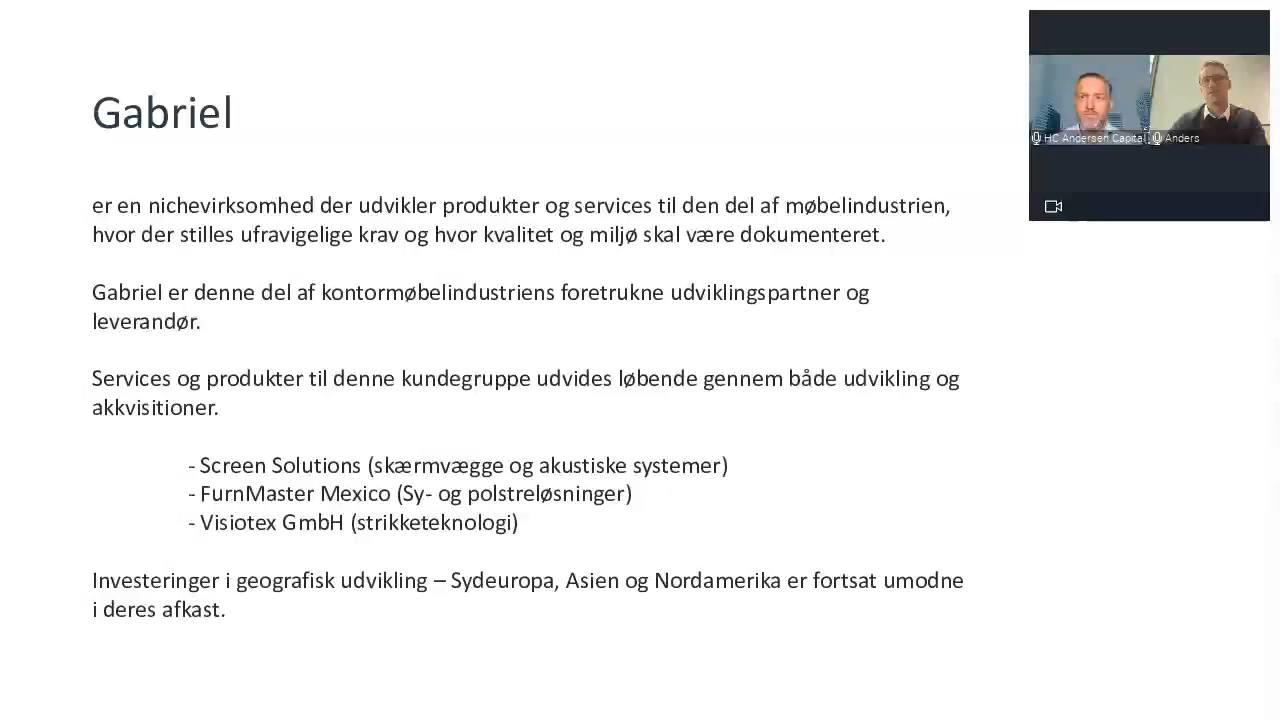 Gabriel
er en nichevirksomhed der udvikler produkter og services til den del af møbelindustrien,
hvor der stilles ufravigelige krav og hvor kvalitet og miljø skal være dokumenteret.
Gabriel er denne del af kontormøbelindustriens foretrukne udviklingspartner og
leverandør.
Services og produkter til denne kundegruppe udvides løbende gennem både udvikling og
akkvisitioner.
- Screen Solutions (skærmvægge og akustiske systemer)
- FurnMaster Mexico (Sy- og polstreløsninger)
- Visiotex GmbH (strikketeknologi)
Investeringer i geografisk udvikling – Sydeuropa, Asien og Nordamerika er fortsat umodne
i deres afkast.
HC Andersen Capital
Anders